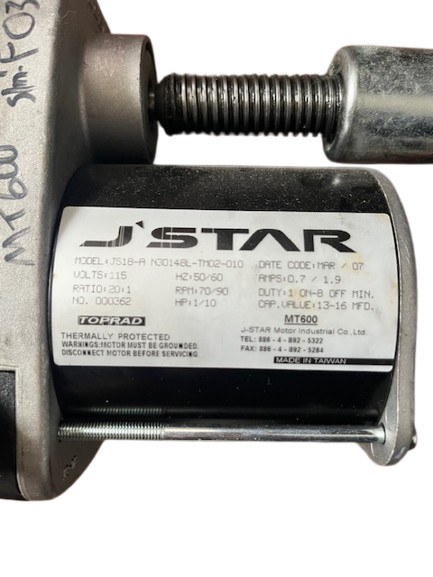 MT600
J'STAR
MODEL: JS18-A N30148L-TM02-010 DATE CODE: MAR / 07
VOLTS: 115 HZ: 50/60 AMPS: 0.7 / 1.9
RATIO: 20:1 RPM: 70/90 DUTY: 1 ON-8 OFF MIN.
NO. 000362 HP: 1/10 CAP. VALUE: 13-16 MFD.
TOPRAD MT600
THERMALLY PROTECTED
WARNINGS: MOTOR MUST BE GROUNDED.
DISCONNECT MOTOR BEFORE SERVICING.
J-STAR Motor Industrial Co., Ltd.
TEL: 886 - 4 - 892 - 5322
FAX: 886 - 4 - 892 - 5284
MADE IN TAIWAN